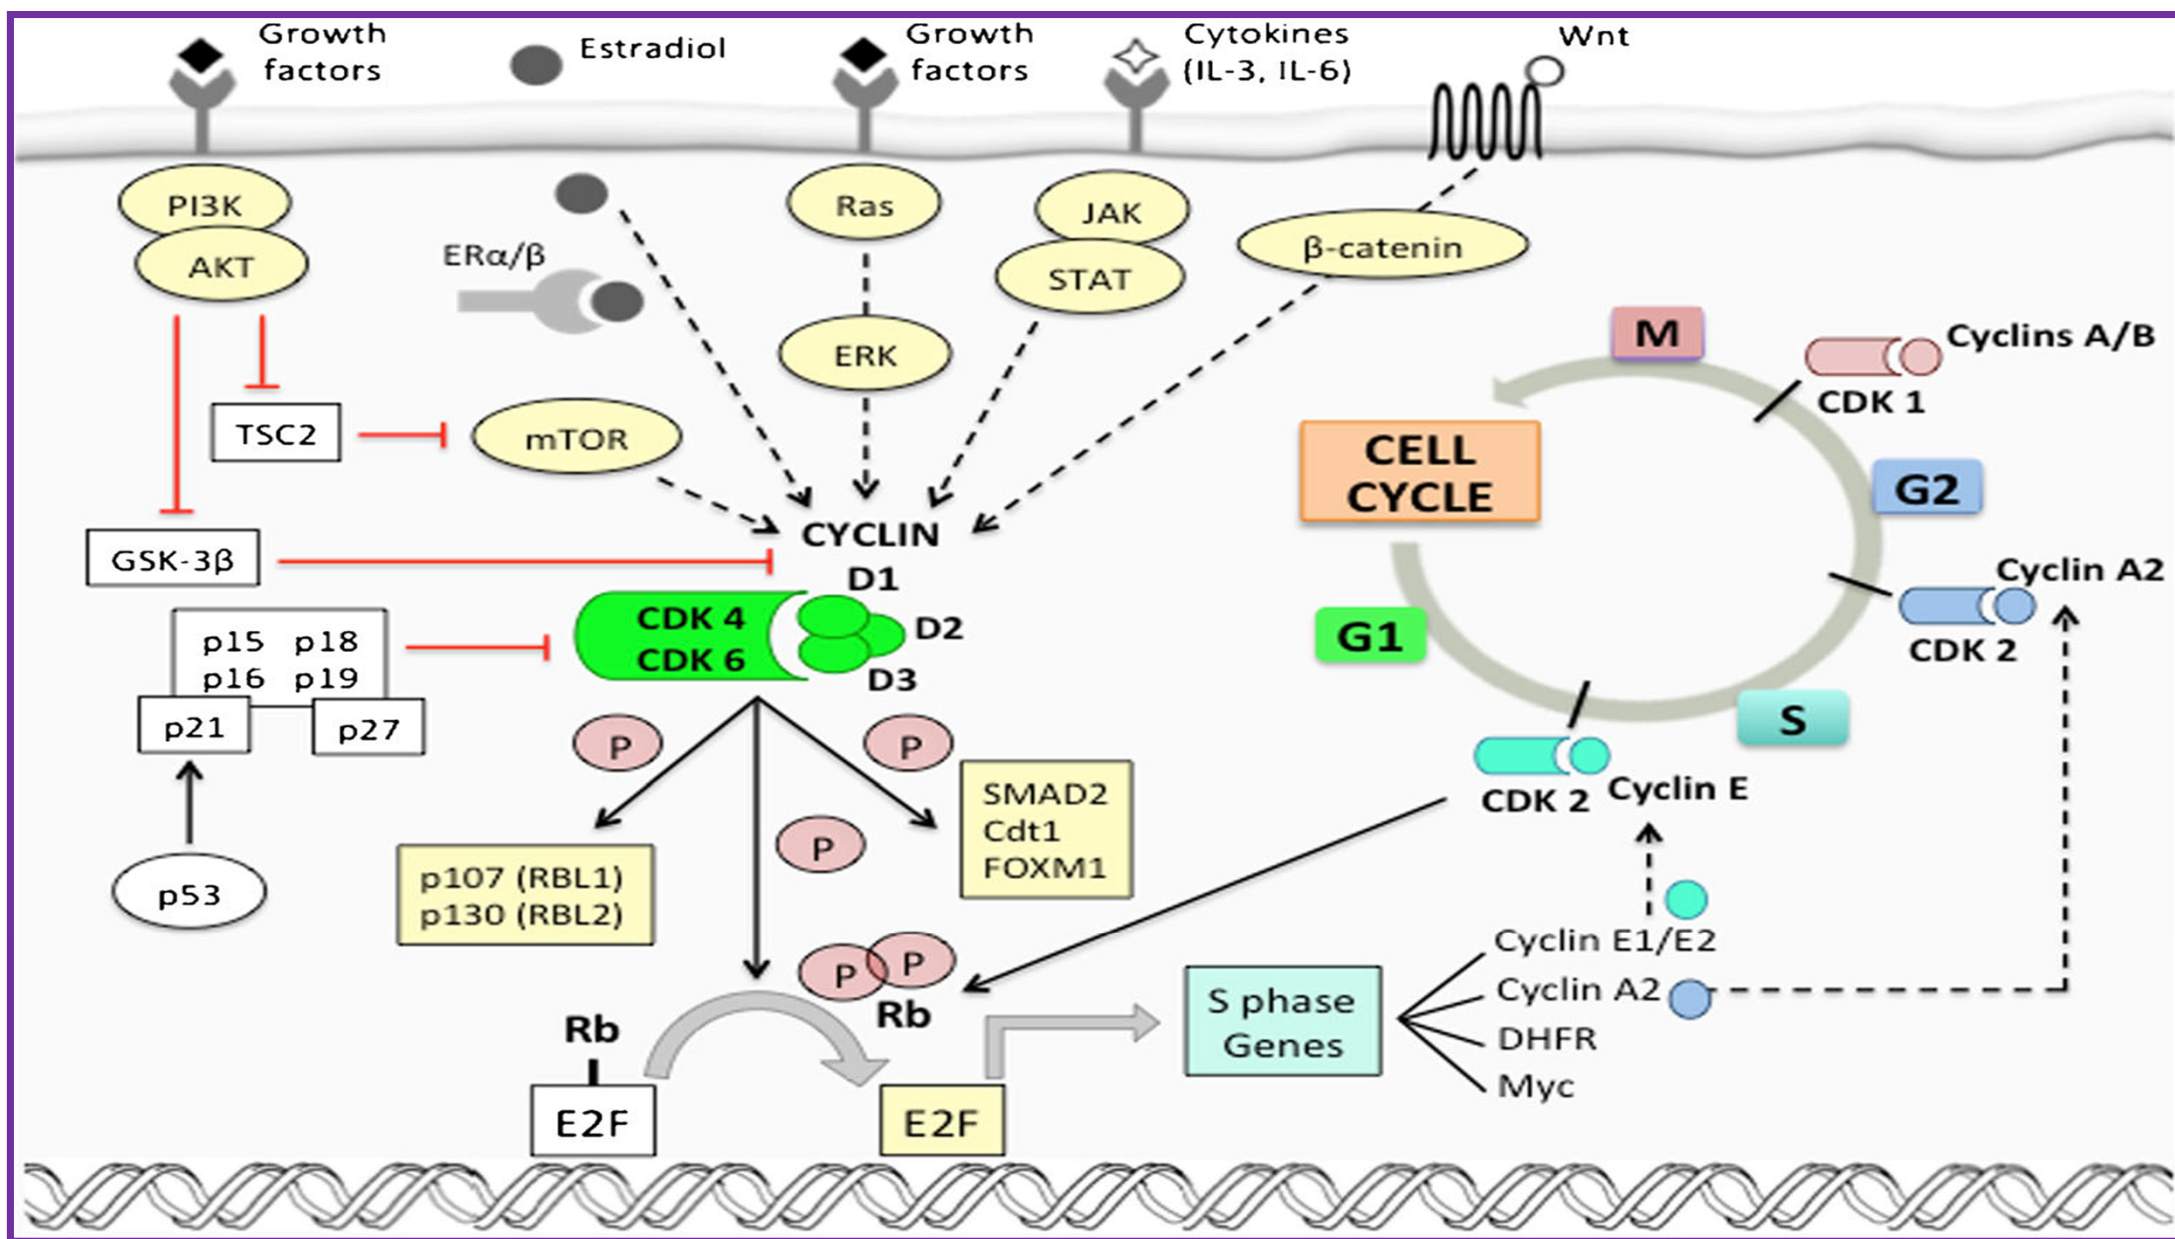 Growth
factors
Estradiol
Growth
factors
Cytokines
(IL-3, IL-6)
Wnt
PI3K
AKT
ERα/β
Ras
ERK
JAK
STAT
β-catenin
TSC2
mTOR
GSK-3β
CYCLIN
D1
D2
D3
CDK 4
CDK 6
p15 p18
p16 p19
p21
p27
p53
P
P
P
p107 (RBL1)
p130 (RBL2)
SMAD2
Cdt1
FOXM1
P
P
Rb
Rb
E2F
E2F
S phase
Genes
Cyclin E1/E2
Cyclin A2
DHFR
Myc
CELL
CYCLE
M
Cyclins A/B
CDK 1
G2
Cyclin A2
CDK 2
G1
S
CDK 2
Cyclin E